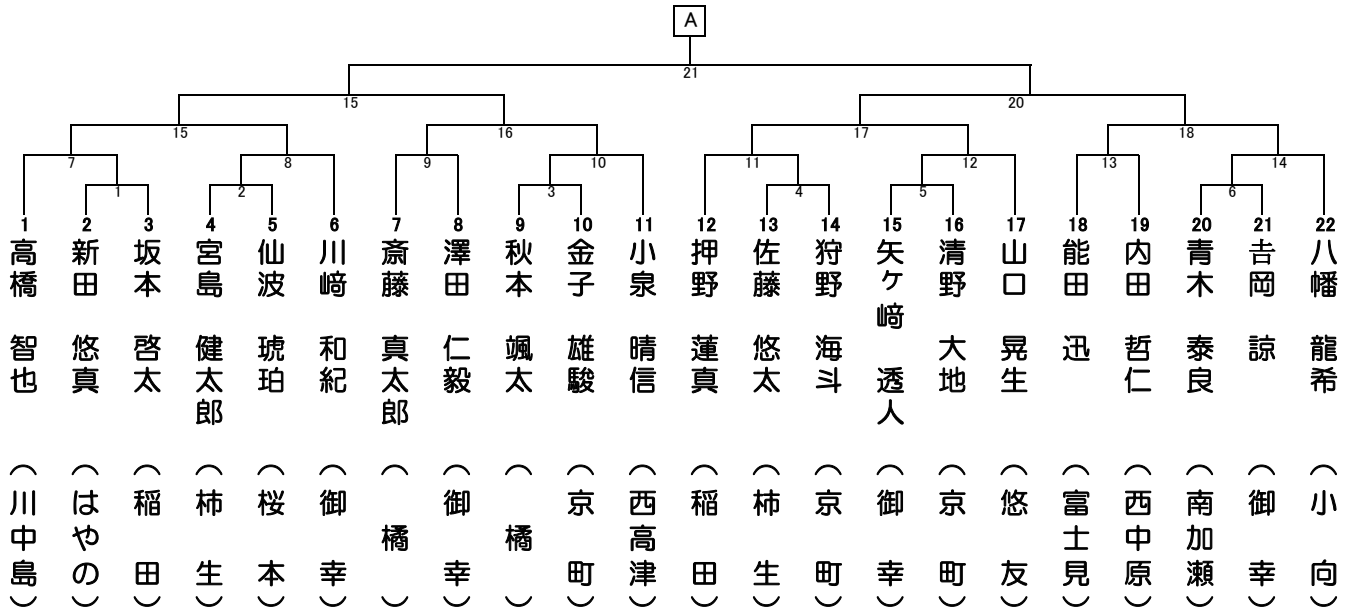 A
21
15
20
15
16
17
18
7
8
9
10
11
12
13
14
1
2
3
4
5
6
1 高橋 智也 (川中島)
2 新田 悠真 (はやの)
3 坂本 啓太 (稲田)
4 宮島 健太郎 (柿生)
5 仙波 琥珀 (桜本)
6 川﨑 和紀 (御幸)
7 斎藤 真太郎 (橘)
8 澤田 仁毅 (御幸)
9 秋本 颯太 (橘)
10 金子 雄駿 (京町)
11 小泉 晴信 (西高津)
12 押野 蓮真 (稲田)
13 佐藤 悠太 (柿生)
14 狩野 海斗 (京町)
15 矢ケ﨑 透人 (御幸)
16 清野 大地 (京町)
17 山口 晃生 (悠友)
18 能田 迅 (富士見)
19 内田 哲仁 (西中原)
20 青木 泰良 (南加瀬)
21 𠮷岡 諒 (御幸)
22 八幡 龍希 (小向)